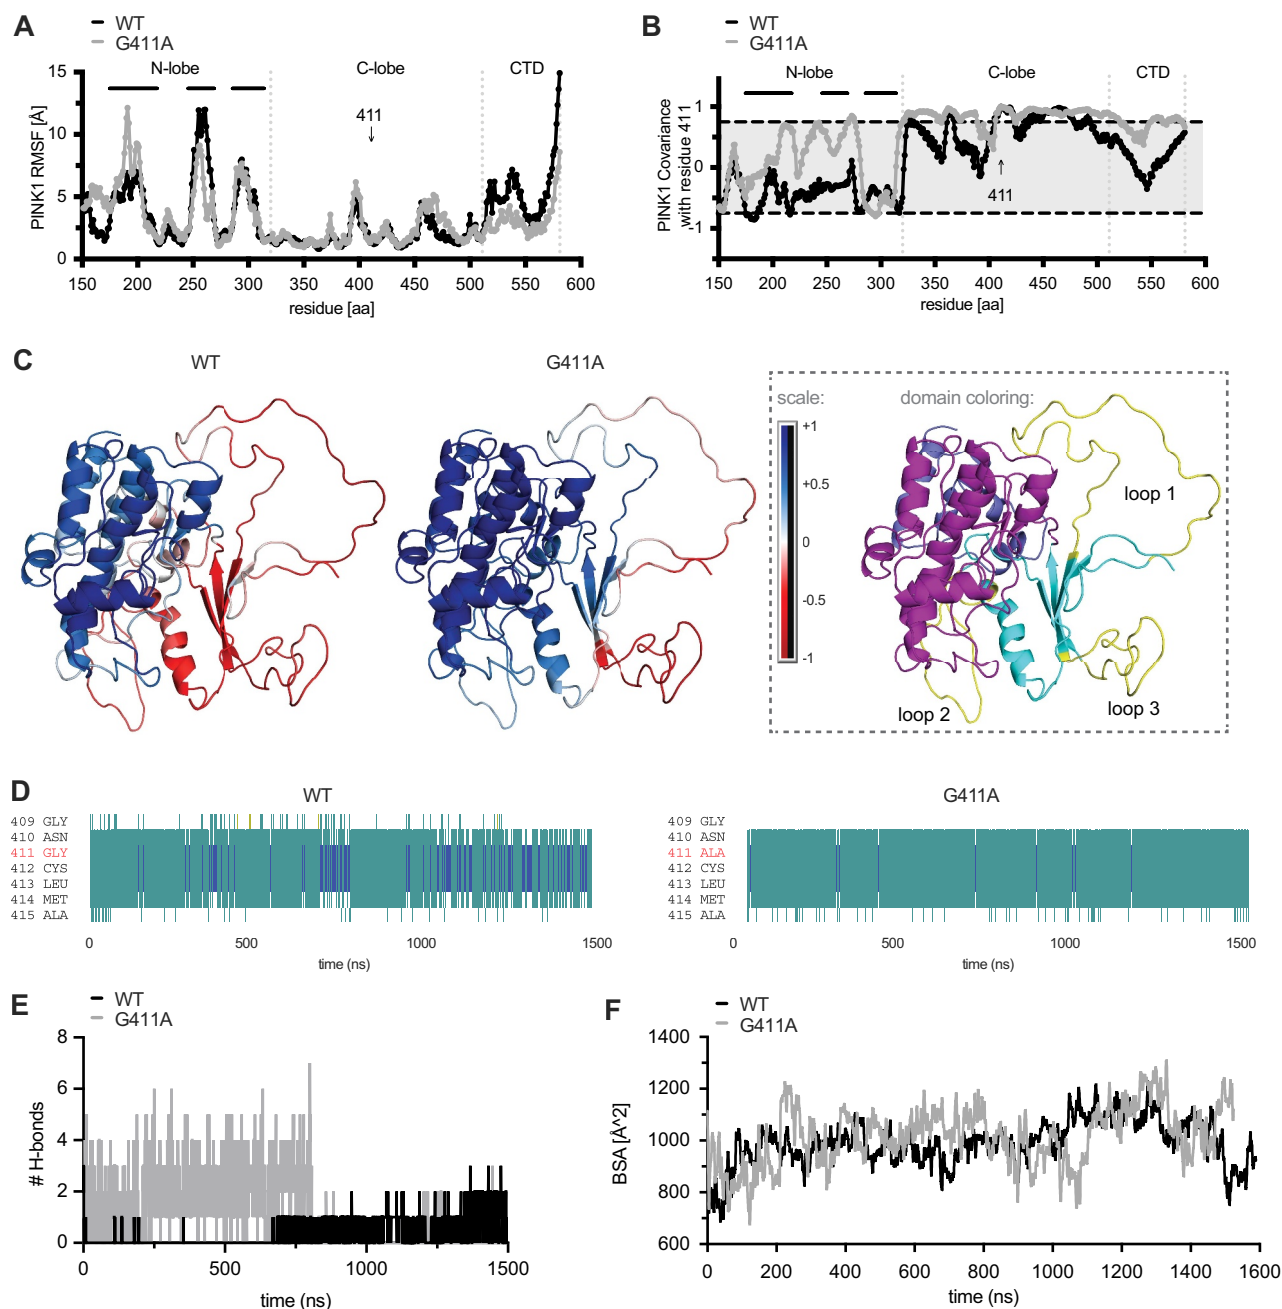 A
WT
G411A
N-lobe
C-lobe
CTD
411
PINK1 RMSF [Å]
15
10
5
0
150 200 250 300 350 400 450 500 550 600
residue [aa]
B
WT
G411A
N-lobe
C-lobe
CTD
411
PINK1 Covariance
with residue 411
1
0
-1
150 200 250 300 350 400 450 500 550 600
residue [aa]
C
WT
G411A
scale:
+1
+0.5
0
-0.5
-1
domain coloring:
loop 1
loop 2
loop 3
D
WT
409 GLY
410 ASN
411 GLY
412 CYS
413 LEU
414 MET
415 ALA
0 500 1000 1500
time (ns)
G411A
409 GLY
410 ASN
411 ALA
412 CYS
413 LEU
414 MET
415 ALA
0 500 1000 1500
time (ns)
E
WT
G411A
# H-bonds
8
6
4
2
0
0 500 1000 1500
time (ns)
F
WT
G411A
BSA [Å^2]
1400
1200
1000
800
600
0 200 400 600 800 1000 1200 1400 1600
time (ns)